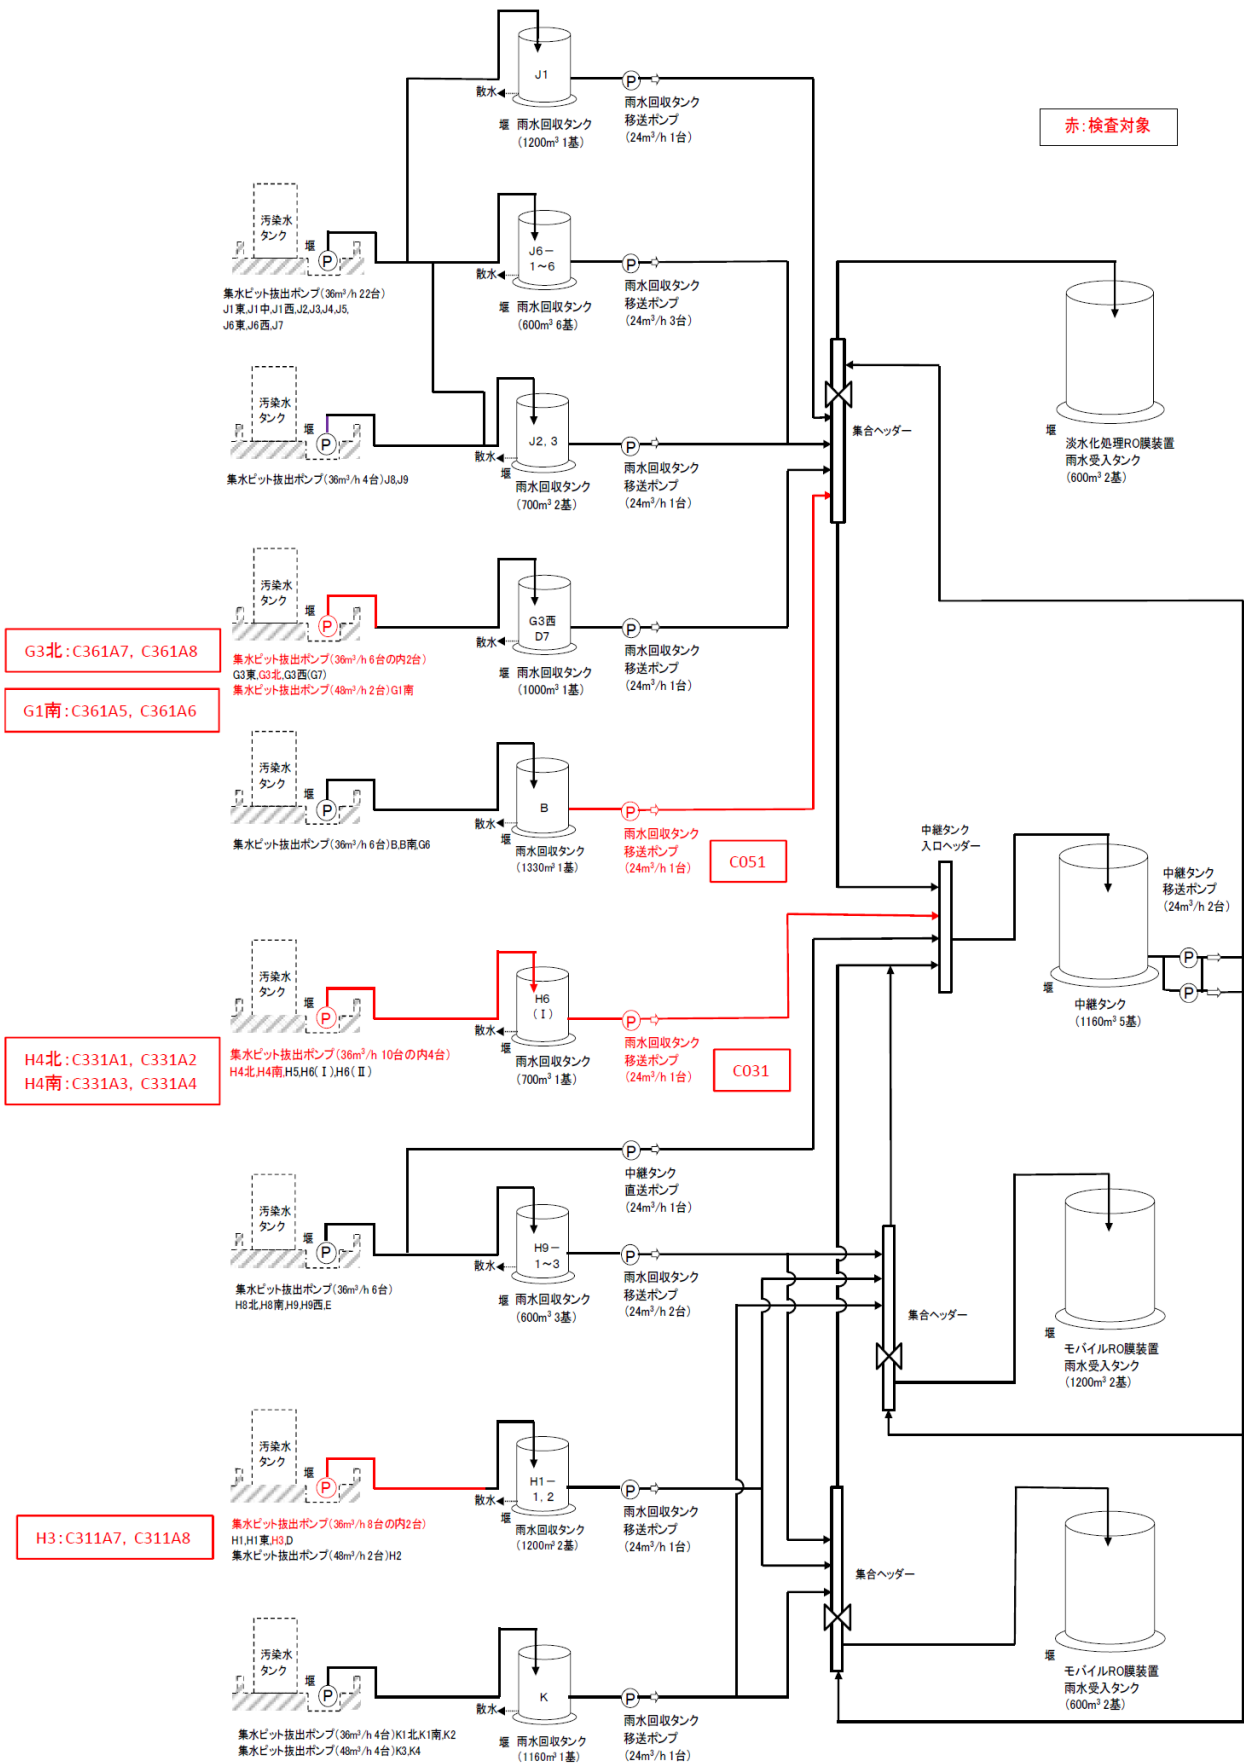 J1
散水
堰 雨水回収タンク
(1200m³ 1基)
P
雨水回収タンク
移送ポンプ
(24m³/h 1台)
赤:検査対象
汚染水
タンク
堰
P
集水ピット抜出ポンプ(36m³/h 22台)
J1東,J1中,J1西,J2,J3,J4,J5,
J6東,J6西,J7
J6-
1~6
散水
堰 雨水回収タンク
(600m³ 6基)
P
雨水回収タンク
移送ポンプ
(24m³/h 3台)
集合ヘッダー
堰
淡水化処理RO膜装置
雨水受入タンク
(600m³ 2基)
汚染水
タンク
堰
P
集水ピット抜出ポンプ(36m³/h 4台)J8,J9
J2, 3
散水
堰
雨水回収タンク
(700m³ 2基)
P
雨水回収タンク
移送ポンプ
(24m³/h 1台)
汚染水
タンク
堰
P
G3北:C361A7, C361A8
G1南:C361A5, C361A6
集水ピット抜出ポンプ(36m³/h 6台の内2台)
G3東,G3北,G3西(G7)
集水ピット抜出ポンプ(48m³/h 2台)G1南
G3西
D7
散水
堰 雨水回収タンク
(1000m³ 1基)
P
雨水回収タンク
移送ポンプ
(24m³/h 1台)
汚染水
タンク
堰
P
集水ピット抜出ポンプ(36m³/h 6台)B,B南,G6
B
散水
堰
雨水回収タンク
(1330m³ 1基)
P
雨水回収タンク
移送ポンプ
(24m³/h 1台)
C051
中継タンク
入口ヘッダー
中継タンク
移送ポンプ
(24m³/h 2台)
P
P
堰
中継タンク
(1160m³ 5基)
汚染水
タンク
堰
P
H4北:C331A1, C331A2
H4南:C331A3, C331A4
集水ピット抜出ポンプ(36m³/h 10台の内4台)
H4北,H4南,H5,H6(Ⅰ),H6(Ⅱ)
H6
(Ⅰ)
散水
堰
雨水回収タンク
(700m³ 1基)
P
雨水回収タンク
移送ポンプ
(24m³/h 1台)
C031
P
中継タンク
直送ポンプ
(24m³/h 1台)
汚染水
タンク
堰
P
集水ピット抜出ポンプ(36m³/h 6台)
H8北,H8南,H9,H9西,E
H9-
1~3
散水
堰 雨水回収タンク
(600m³ 3基)
P
雨水回収タンク
移送ポンプ
(24m³/h 2台)
集合ヘッダー
堰
モバイルRO膜装置
雨水受入タンク
(1200m³ 2基)
汚染水
タンク
堰
P
H3:C311A7, C311A8
集水ピット抜出ポンプ(36m³/h 8台の内2台)
H1,H1東,H3,D
集水ピット抜出ポンプ(48m³/h 2台)H2
H1-
1, 2
散水
堰
雨水回収タンク
(1200m³ 2基)
P
雨水回収タンク
移送ポンプ
(24m³/h 1台)
集合ヘッダー
堰
モバイルRO膜装置
雨水受入タンク
(600m³ 2基)
汚染水
タンク
堰
P
集水ピット抜出ポンプ(36m³/h 4台)K1北,K1南,K2
集水ピット抜出ポンプ(48m³/h 4台)K3,K4
K
散水
堰 雨水回収タンク
(1160m³ 1基)
P
雨水回収タンク
移送ポンプ
(24m³/h 1台)